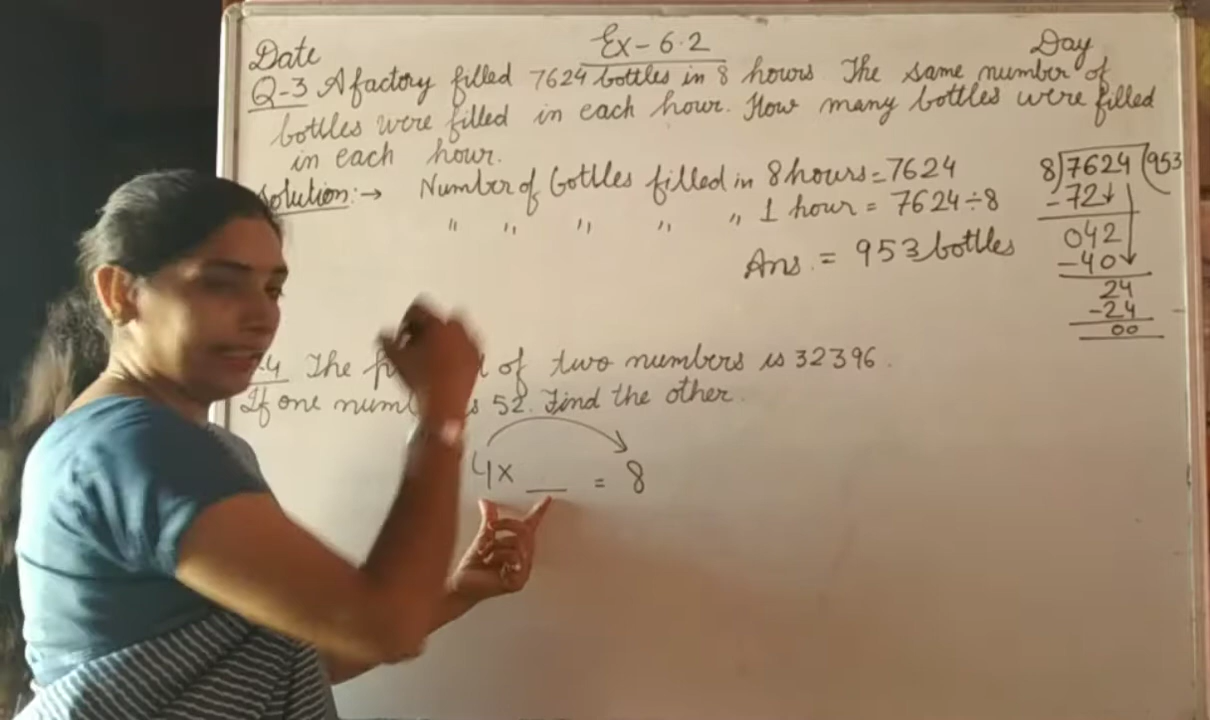 Date Ex-6.2 Day
Q-3 A factory filled 7624 bottles in 8 hours The same number of
bottles were filled in each hour. How many bottles were filled
in each hour.
Solution:→ Number of bottles filled in 8 hours = 7624
" " " " " 1 hour = 7624÷8
Ans. = 953 bottles
8)7624(953
-72↓
042
-40↓
24
-24
00
.4 The of two numbers is 32396.
If one 52. Find the other.
4x __ = 8